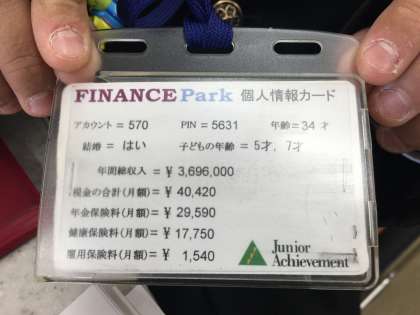 FINANCE Park 個人情報カード
アカウント = 570 PIN = 5631 年齢 = 34 才
結婚 = はい 子どもの年齢 = 5才, 7才
年間総収入 = ¥ 3,696,000
税金の合計(月額) = ¥ 40,420
年金保険料(月額) = ¥ 29,590
健康保険料(月額) = ¥ 17,750
雇用保険料(月額) = ¥ 1,540
Junior
Achievement